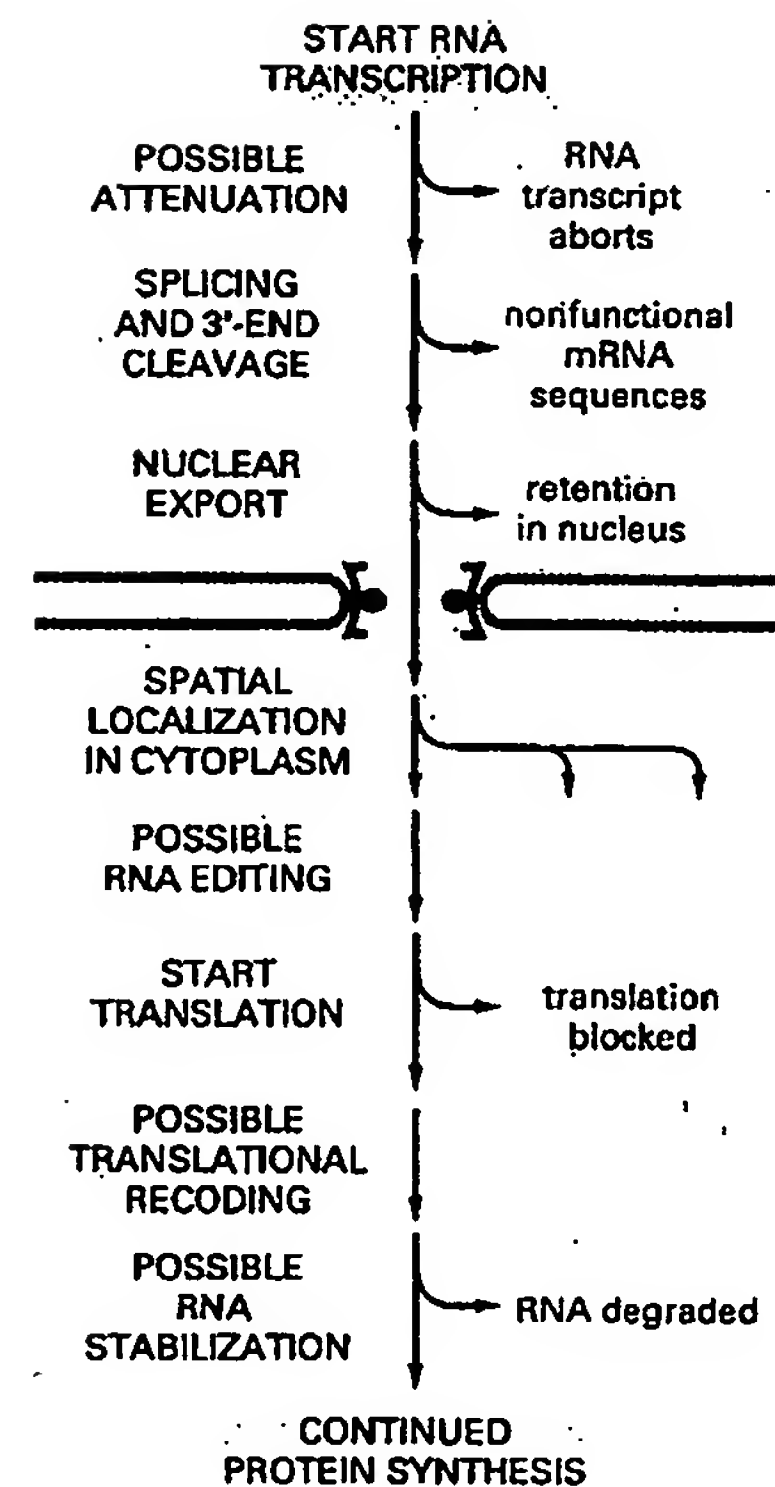 START RNA
TRANSCRIPTION
POSSIBLE
ATTENUATION
RNA
transcript
aborts
SPLICING
AND 3'-END
CLEAVAGE
nonfunctional
mRNA
sequences
NUCLEAR
EXPORT
retention
in nucleus
SPATIAL
LOCALIZATION
IN CYTOPLASM
POSSIBLE
RNA EDITING
START
TRANSLATION
translation
blocked
POSSIBLE
TRANSLATIONAL
RECODING
POSSIBLE
RNA
STABILIZATION
RNA degraded
CONTINUED
PROTEIN SYNTHESIS